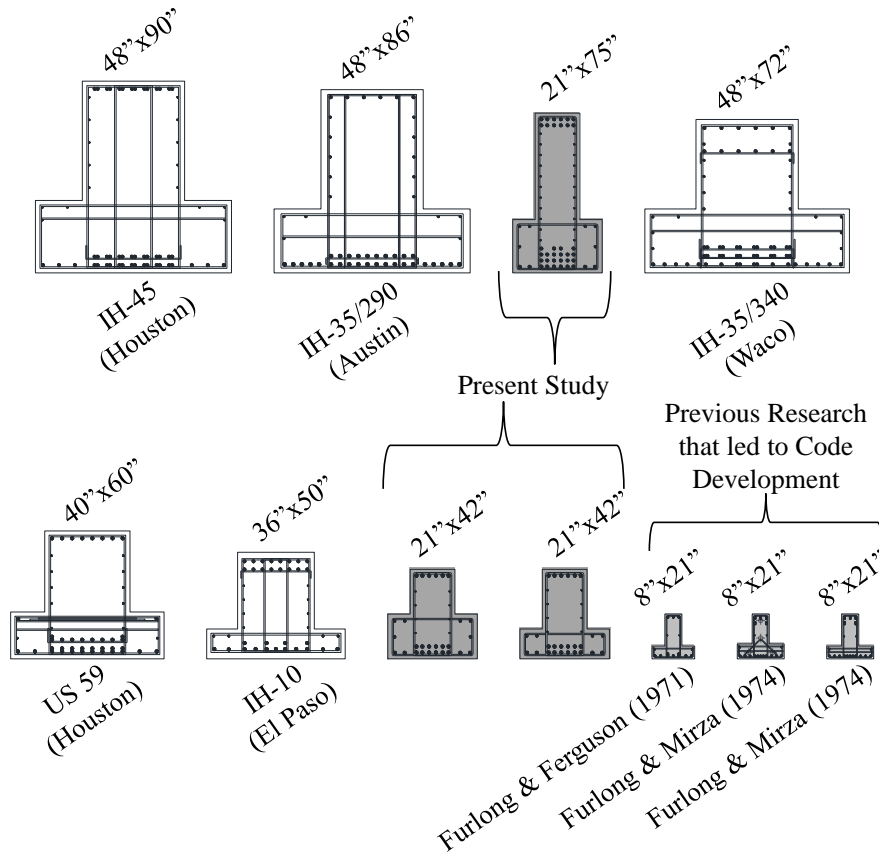 48”x90”
48”x86”
21”x75”
48”x72”
IH-45
(Houston)
IH-35/290
(Austin)
IH-35/340
(Waco)
Present Study
Previous Research
that led to Code
Development
40”x60”
36”x50”
21”x42”
21”x42”
8”x21”
8”x21”
8”x21”
US 59
(Houston)
IH-10
(El Paso)
Furlong & Ferguson (1971)
Furlong & Mirza (1974)
Furlong & Mirza (1974)